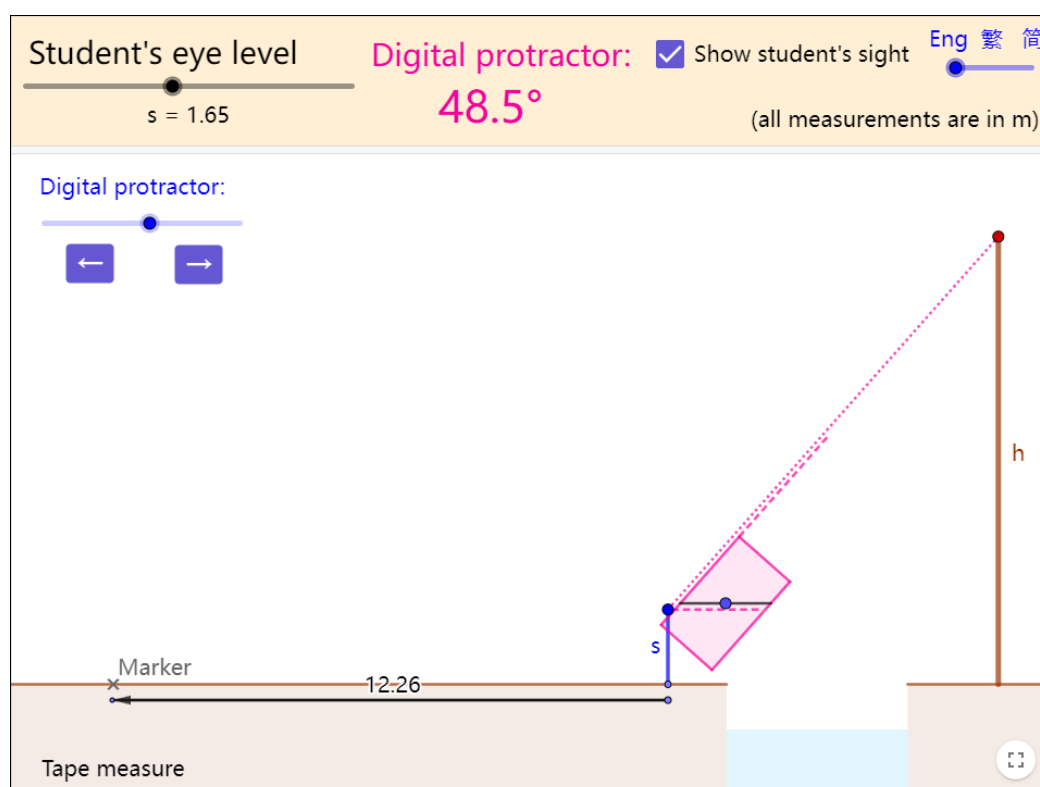 Student's eye level
s = 1.65
Digital protractor:
48.5°
Show student's sight
Eng 繁 简
(all measurements are in m)
Digital protractor:
←
→
h
s
Marker
12.26
Tape measure